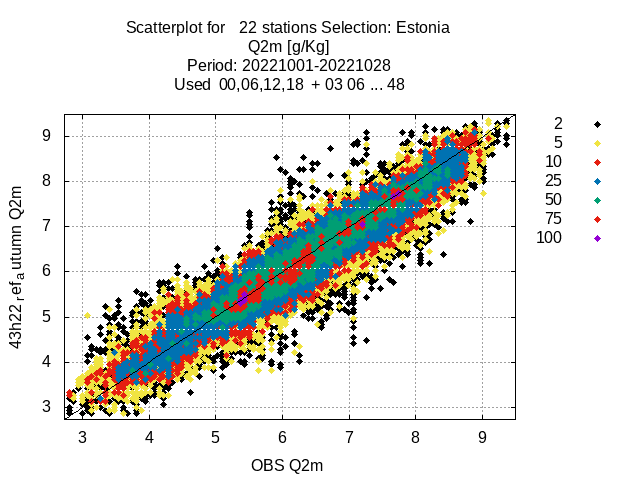 Scatterplot for   22 stations Selection: Estonia
Q2m [g/Kg]
Period: 20221001-20221028
Used  00,06,12,18  + 03 06 ... 48
2
5
10
25
50
75
100
9
8
7
6
5
4
3
43h22_ref_autumn Q2m
3 4 5 6 7 8 9
OBS Q2m